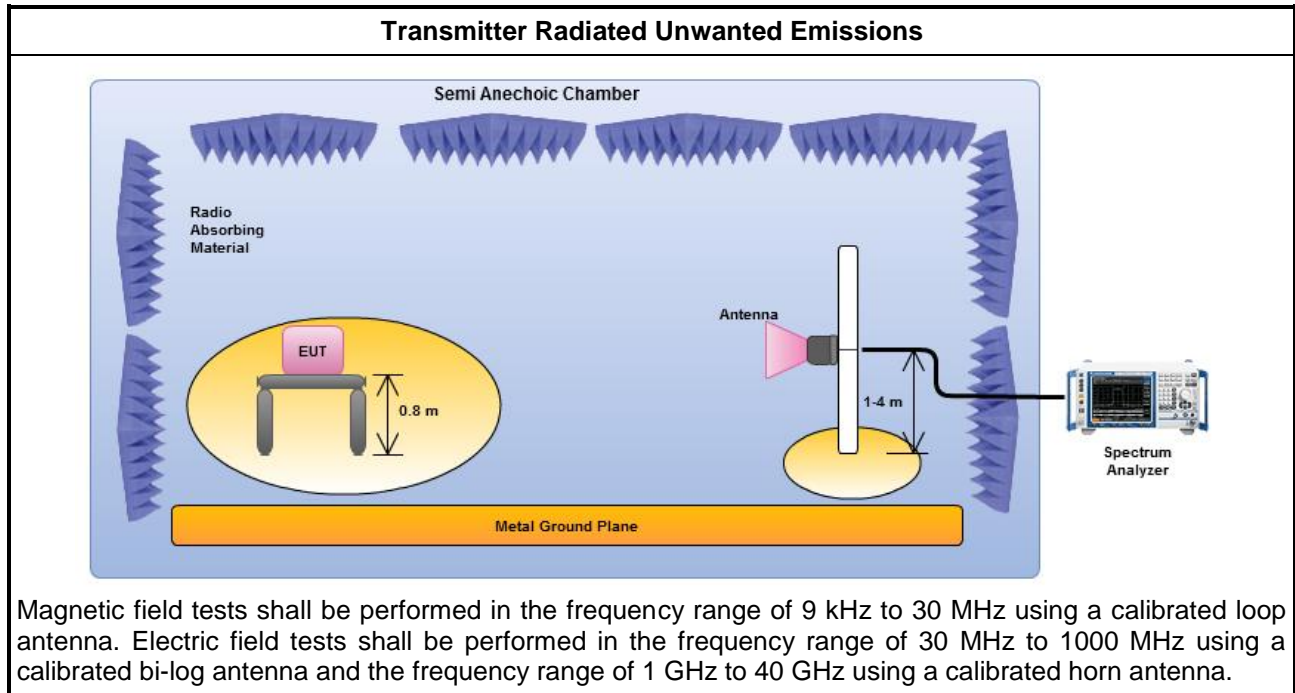 Transmitter Radiated Unwanted Emissions
Semi Anechoic Chamber
Radio
Absorbing
Material
Antenna
EUT
0.8 m
1-4 m
Spectrum
Analyzer
Metal Ground Plane
Magnetic field tests shall be performed in the frequency range of 9 kHz to 30 MHz using a calibrated loop
antenna. Electric field tests shall be performed in the frequency range of 30 MHz to 1000 MHz using a
calibrated bi-log antenna and the frequency range of 1 GHz to 40 GHz using a calibrated horn antenna.